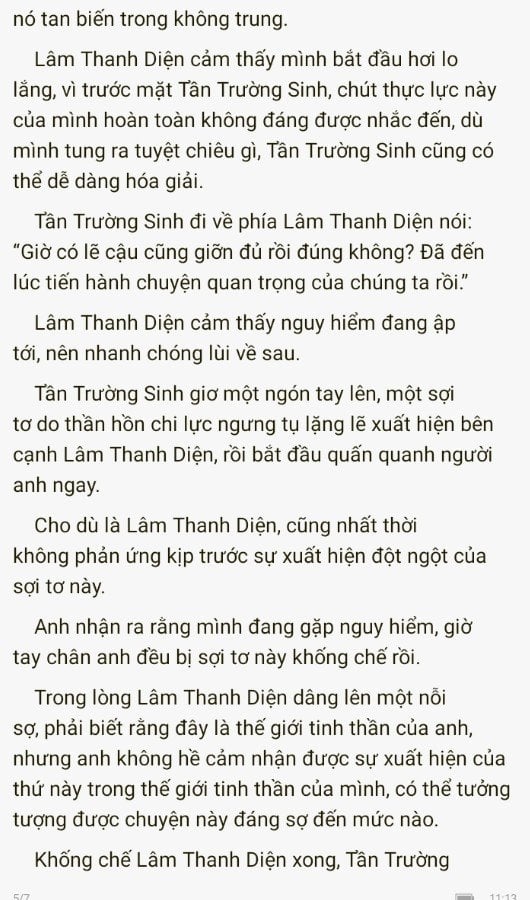 nó tan biến trong không trung.
Lâm Thanh Diện cảm thấy mình bắt đầu hơi lo
lắng, vì trước mặt Tần Trường Sinh, chút thực lực này
của mình hoàn toàn không đáng được nhắc đến, dù
mình tung ra tuyệt chiêu gì, Tần Trường Sinh cũng có
thể dễ dàng hóa giải.
Tần Trường Sinh đi về phía Lâm Thanh Diện nói:
“Giờ có lẽ cậu cũng giỡn đủ rồi đúng không? Đã đến
lúc tiến hành chuyện quan trọng của chúng ta rồi.”
Lâm Thanh Diện cảm thấy nguy hiểm đang ập
tới, nên nhanh chóng lùi về sau.
Tần Trường Sinh giơ một ngón tay lên, một sợi
tơ do thần hồn chi lực ngưng tụ lặng lẽ xuất hiện bên
cạnh Lâm Thanh Diện, rồi bắt đầu quấn quanh người
anh ngay.
Cho dù là Lâm Thanh Diện, cũng nhất thời
không phản ứng kịp trước sự xuất hiện đột ngột của
sợi tơ này.
Anh nhận ra rằng mình đang gặp nguy hiểm, giờ
tay chân anh đều bị sợi tơ này khống chế rồi.
Trong lòng Lâm Thanh Diện dâng lên một nỗi
sợ, phải biết rằng đây là thế giới tinh thần của anh,
nhưng anh không hề cảm nhận được sự xuất hiện của
thứ này trong thế giới tinh thần của mình, có thể tưởng
tượng được chuyện này đáng sợ đến mức nào.
Khống chế Lâm Thanh Diện xong, Tần Trường
5/7 11:13